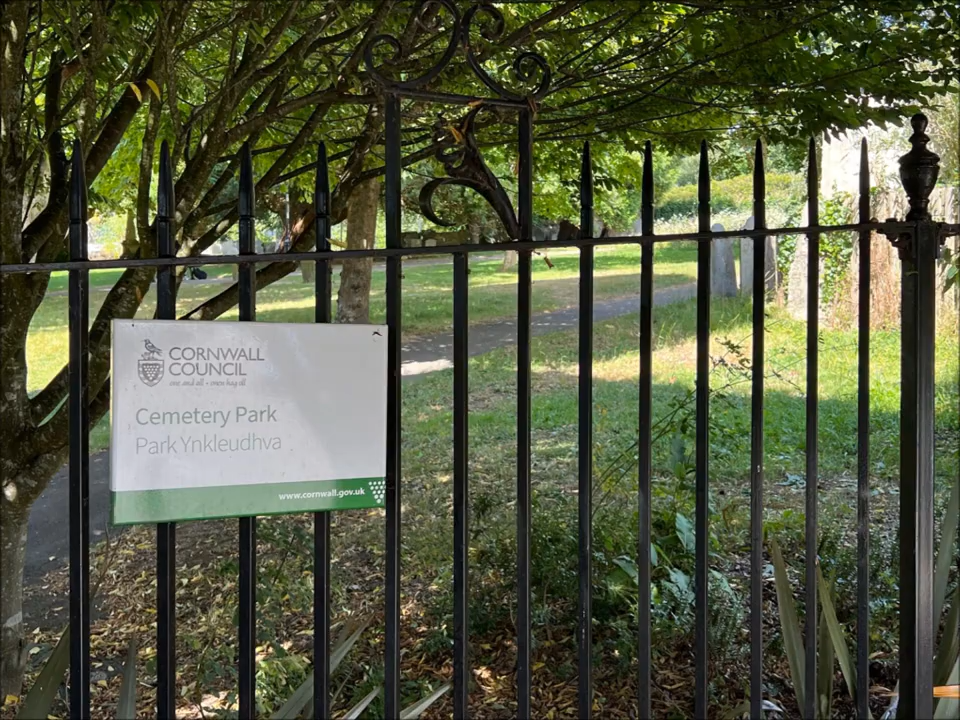 CORNWALL
COUNCIL
one and all • onen hag oll
Cemetery Park
Park Ynkleudhva
www.cornwall.gov.uk